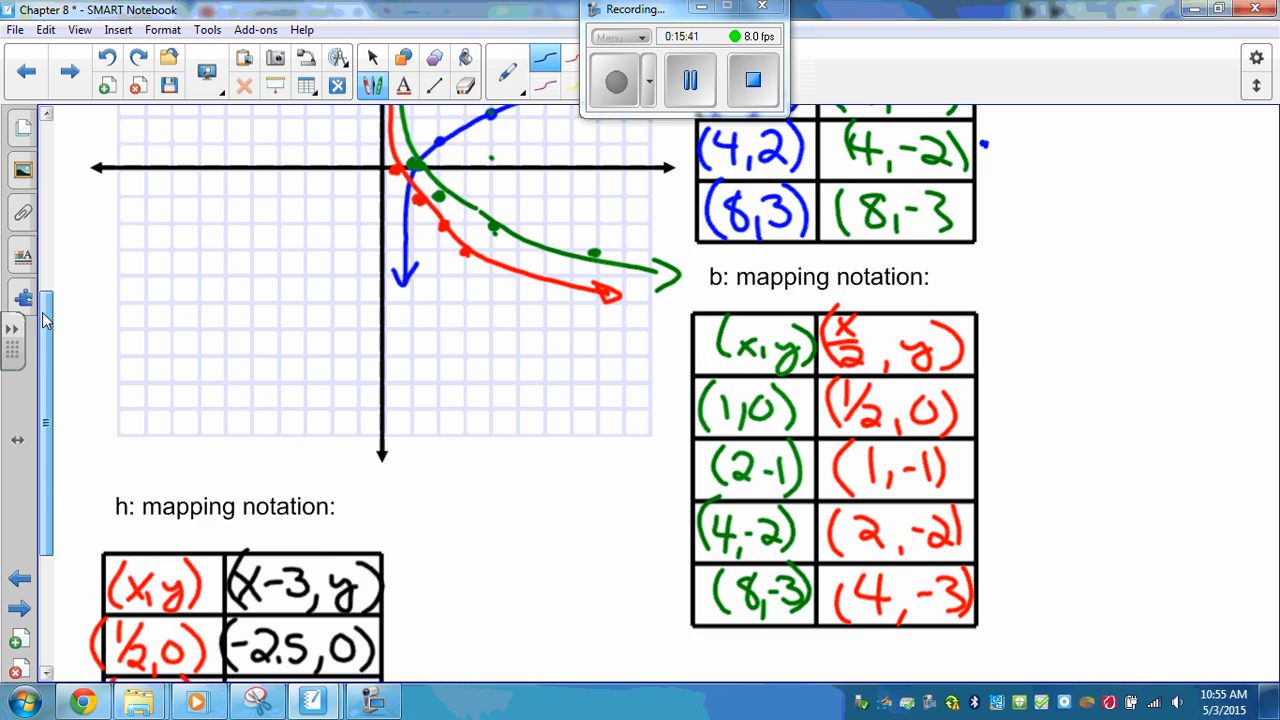 Chapter 8 * - SMART Notebook
Recording...
File Edit View Insert Format Tools Add-ons Help
Menu 0:15:41 8.0 fps
(4,2) (4,-2)
(8,3) (8,-3
b: mapping notation:
(x,y) (x/2, y)
(1,0) (1/2, 0)
(2-1) (1,-1)
(4,-2) (2,-2)
(8,-3) (4,-3)
h: mapping notation:
(x,y) (x-3, y)
(1/2,0) (-2.5, 0)
10:55 AM
5/3/2015